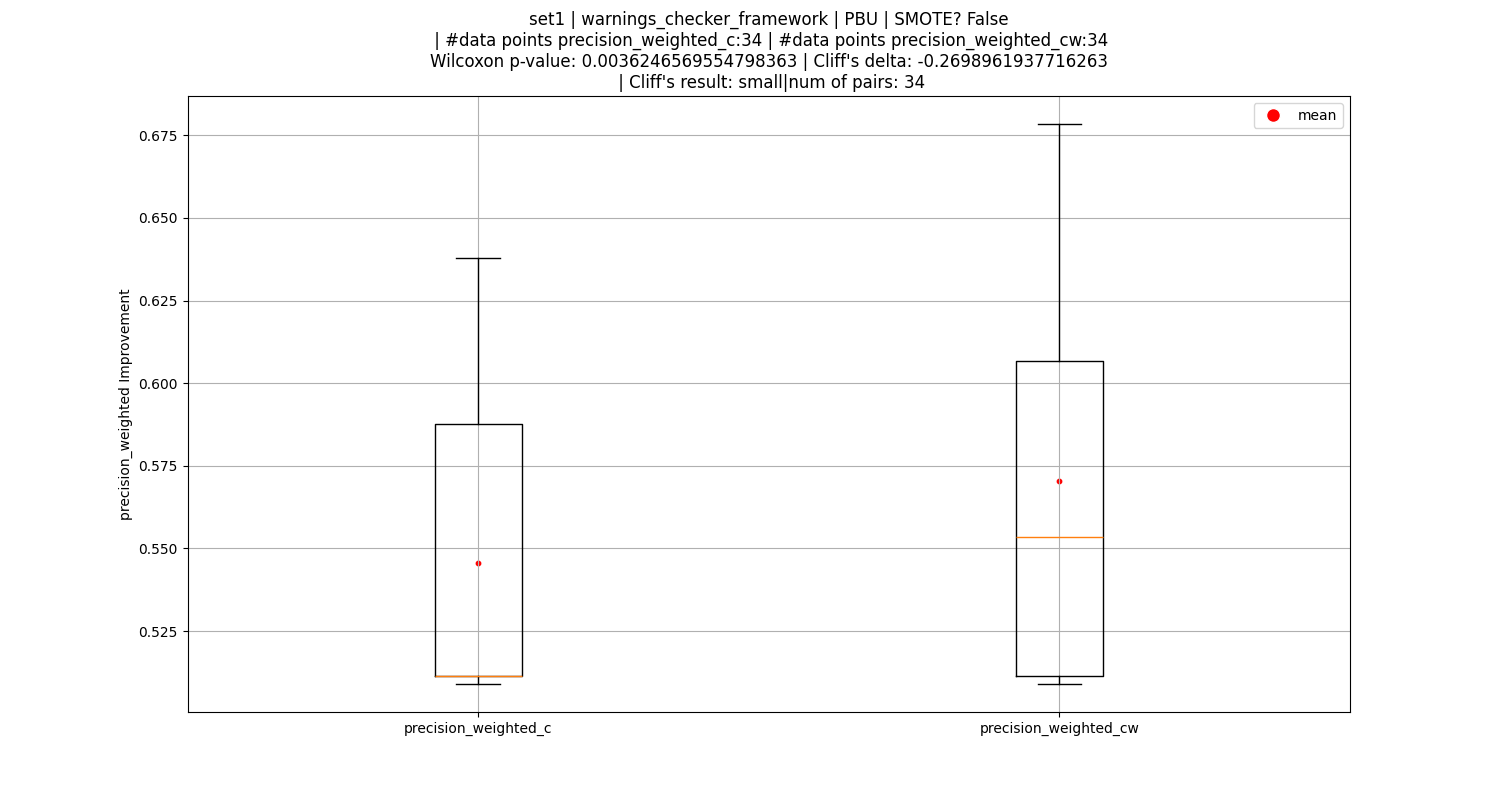 set1 | warnings_checker_framework | PBU | SMOTE? False
| #data points precision_weighted_c:34 | #data points precision_weighted_cw:34
Wilcoxon p-value: 0.0036246569554798363 | Cliff's delta: -0.2698961937716263
| Cliff's result: small|num of pairs: 34
mean
0.675
0.650
0.625
0.600
0.575
0.550
0.525
precision_weighted Improvement
precision_weighted_c
precision_weighted_cw